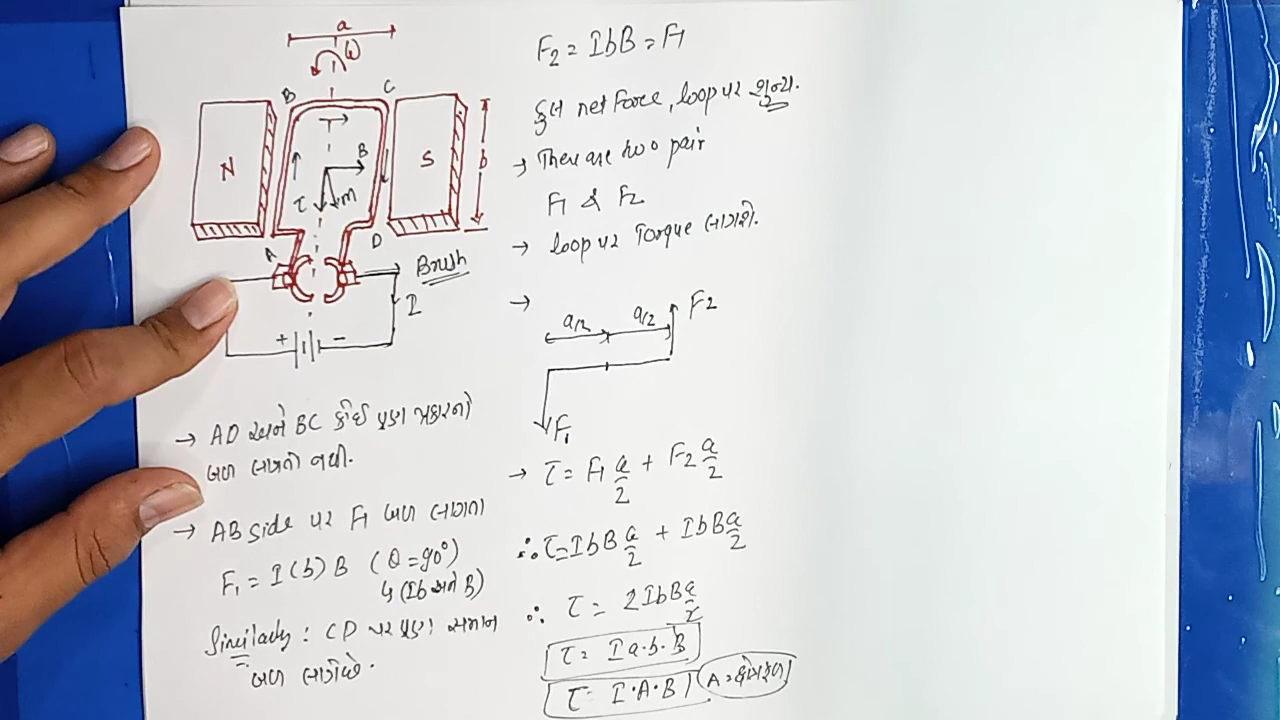 a
ω
B C
N S
B b
τ m
A D
Brush
I
+ -
→ AD અને BC કોઈ પણ પ્રકારનો
બળ લાગતો નથી.
→ AB side પર F1 બળ લાગતા
F1 = I(b)B (θ=90°)
↳ (Ib અને B)
Similarly : CD પર પણ સમાન
બળ લાગેછે.
F2 = IbB = F1
કુલ net Force, loop પર શૂન્ય.
→ There are two pair
F1 & F2
→ loop પર Torque લાગશે.
→ a/2 a/2 F2
F1
→ τ = F1 a/2 + F2 a/2
∴ τ = IbB a/2 + IbB a/2
∴ τ = 2IbB a/2
τ = I a·b·B
τ = I·A·B A = ક્ષેત્રફળ